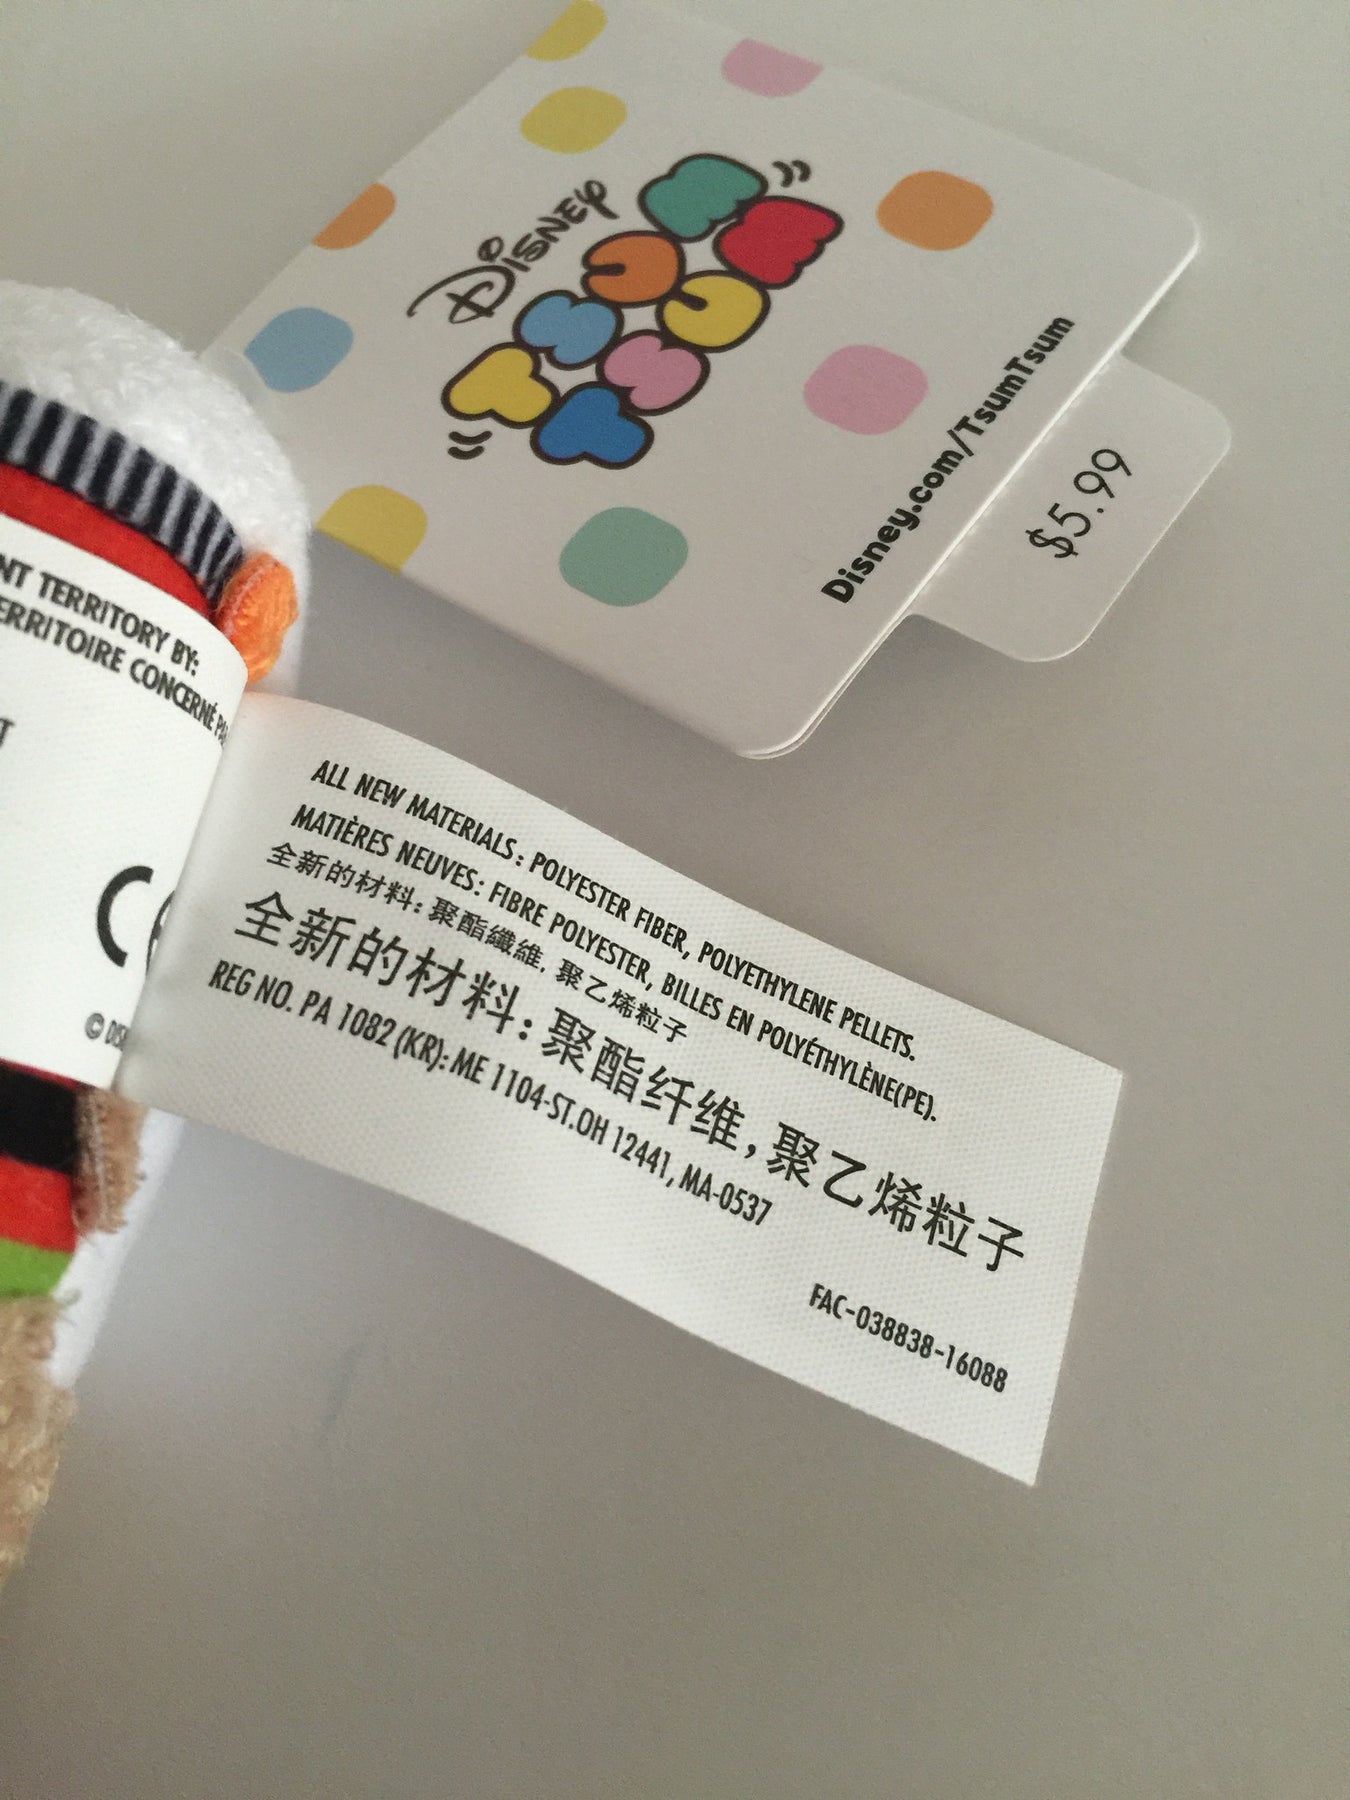 Disney
TSUM
TSUM
Disney.com/TsumTsum
$5.99
NT TERRITORY BY:
ERRITOIRE CONCERNÉ
CE
©
ALL NEW MATERIALS: POLYESTER FIBER, POLYETHYLENE PELLETS.
MATIÈRES NEUVES: FIBRE POLYESTER, BILLES EN POLYÉTHYLÈNE(PE).
全新的材料: 聚酯纖維, 聚乙烯粒子
全新的材料: 聚酯纤维, 聚乙烯粒子
REG NO. PA 1082 (KR): ME 1104-ST.OH 12441, MA-0537
FAC-038838-16088